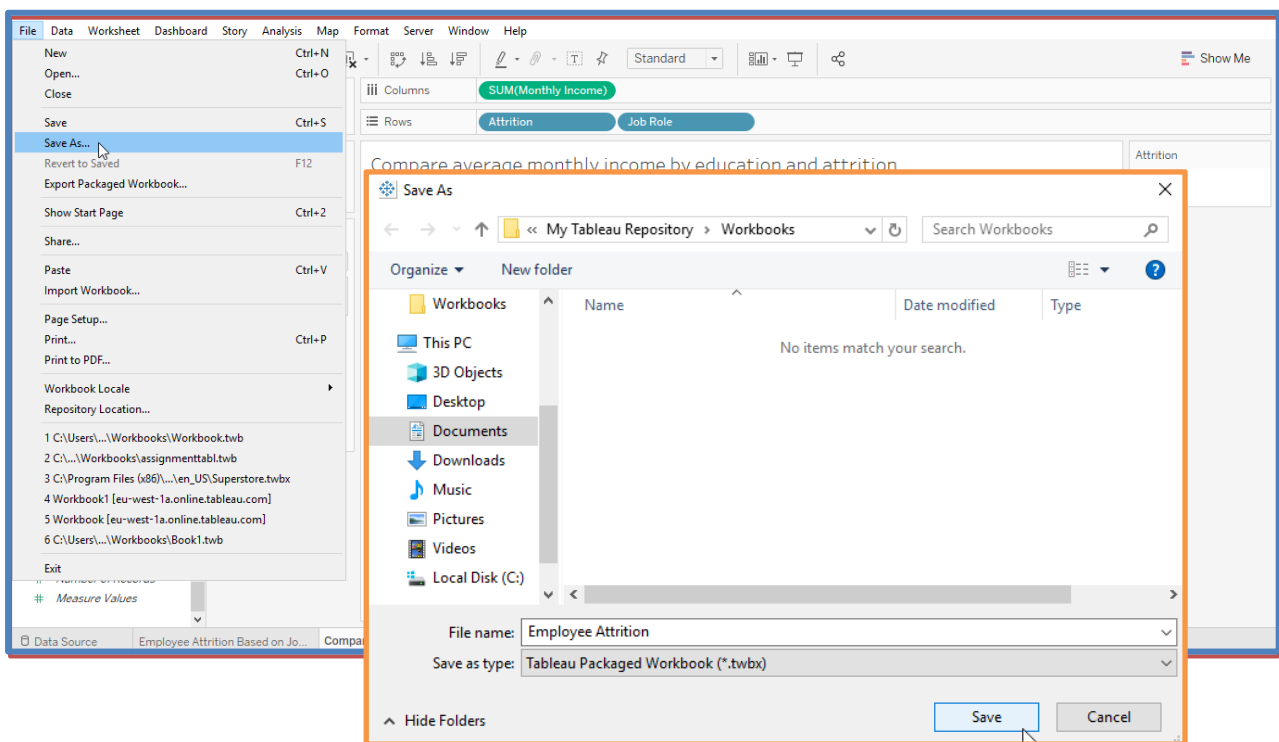 File Data Worksheet Dashboard Story Analysis Map Format Server Window Help
New Ctrl+N
Open... Ctrl+O
Close
Save Ctrl+S
Save As...
Revert to Saved F12
Export Packaged Workbook...
Show Start Page Ctrl+2
Share...
Paste Ctrl+V
Import Workbook...
Page Setup...
Print... Ctrl+P
Print to PDF...
Workbook Locale
Repository Location...
1 C:\Users\...\Workbooks\Workbook.twb
2 C:\...\Workbooks\assignmenttabl.twb
3 C:\Program Files (x86)\...\en_US\Superstore.twbx
4 Workbook1 [eu-west-1a.online.tableau.com]
5 Workbook [eu-west-1a.online.tableau.com]
6 C:\Users\...\Workbooks\Book1.twb
Exit
Number of Records
# Measure Values
Data Source Employee Attrition Based on Jo... Compa
T Standard Show Me
iii Columns SUM(Monthly Income)
Rows Attrition Job Role
Compare average monthly income by education and attrition
Attrition
Save As
« My Tableau Repository › Workbooks Search Workbooks
Organize New folder ?
Workbooks
This PC
3D Objects
Desktop
Documents
Downloads
Music
Pictures
Videos
Local Disk (C:)
Name Date modified Type
No items match your search.
File name: Employee Attrition
Save as type: Tableau Packaged Workbook (*.twbx)
Hide Folders Save Cancel